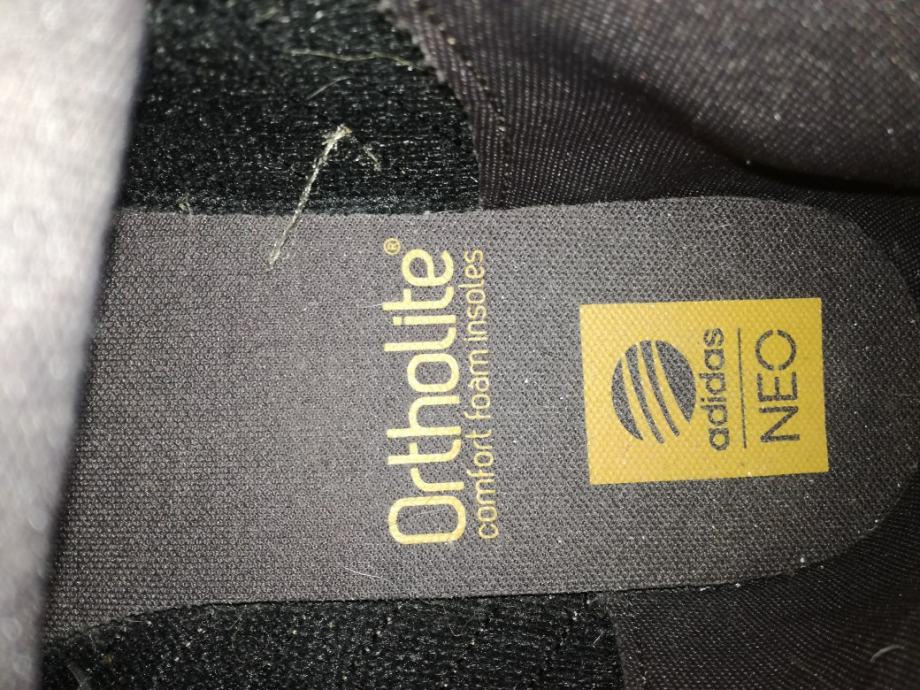 Ortholite®
comfort foam insoles
adidas
NEO